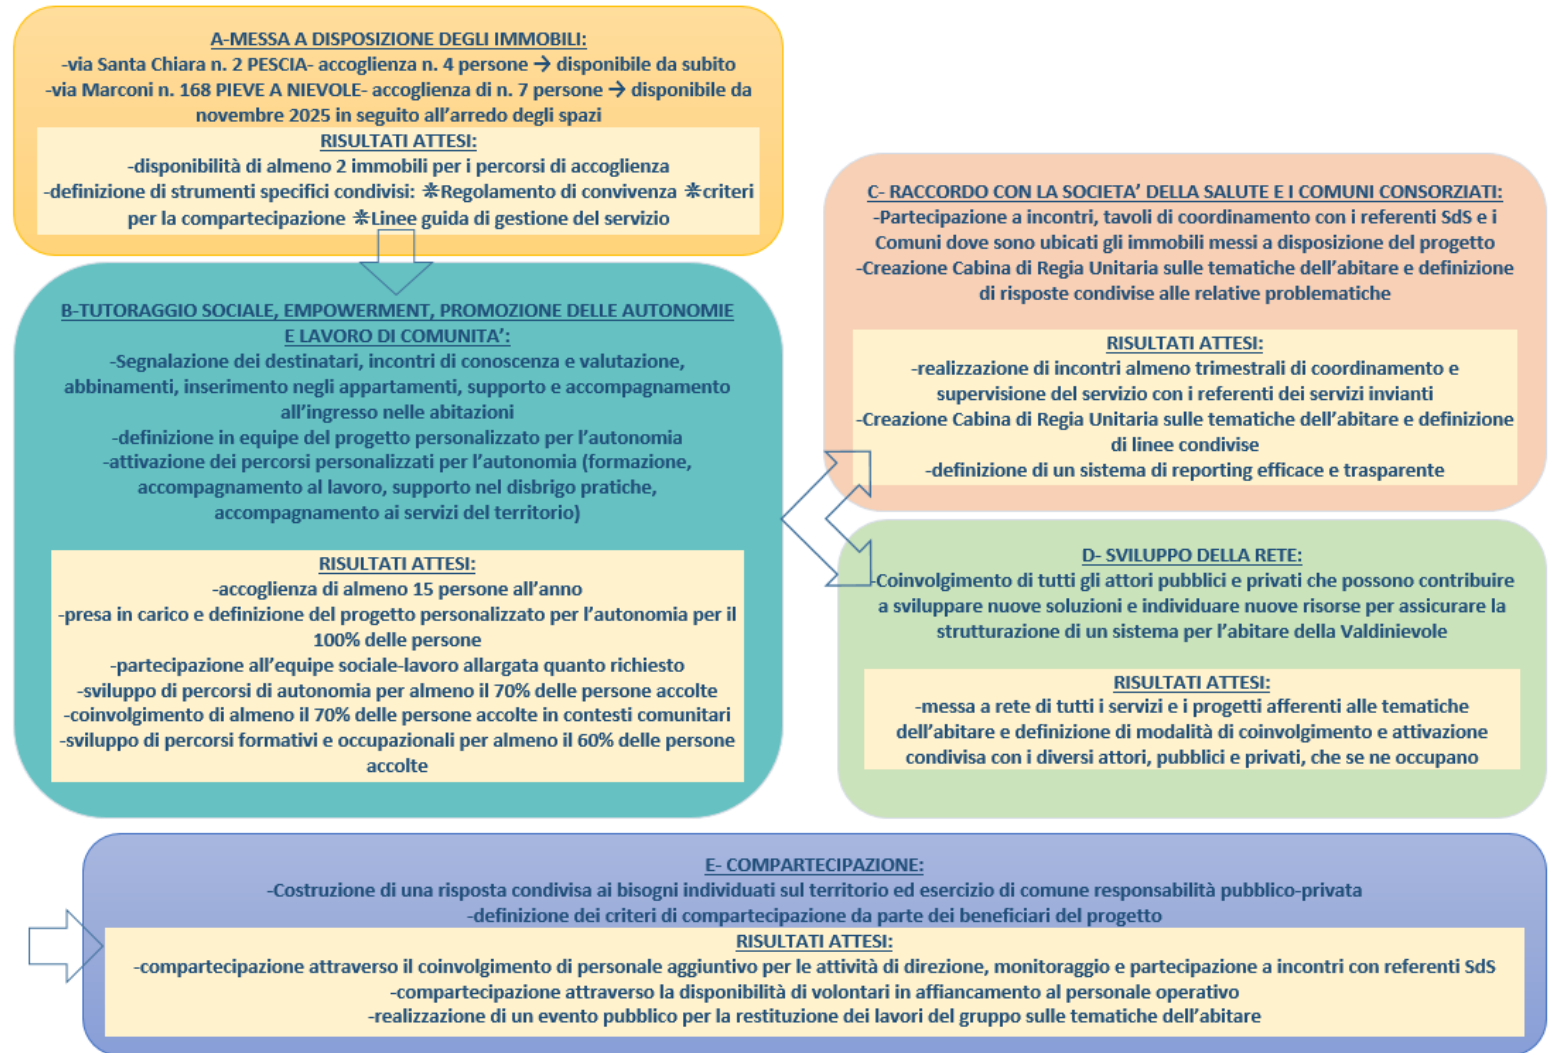 A-MESSA A DISPOSIZIONE DEGLI IMMOBILI:
-via Santa Chiara n. 2 PESCIA- accoglienza n. 4 persone → disponibile da subito
-via Marconi n. 168 PIEVE A NIEVOLE- accoglienza di n. 7 persone → disponibile da
novembre 2025 in seguito all'arredo degli spazi
RISULTATI ATTESI:
-disponibilità di almeno 2 immobili per i percorsi di accoglienza
-definizione di strumenti specifici condivisi: ⁜Regolamento di convivenza ⁜criteri
per la compartecipazione ⁜Linee guida di gestione del servizio
B-TUTORAGGIO SOCIALE, EMPOWERMENT, PROMOZIONE DELLE AUTONOMIE
E LAVORO DI COMUNITA':
-Segnalazione dei destinatari, incontri di conoscenza e valutazione,
abbinamenti, inserimento negli appartamenti, supporto e accompagnamento
all'ingresso nelle abitazioni
-definizione in equipe del progetto personalizzato per l'autonomia
-attivazione dei percorsi personalizzati per l'autonomia (formazione,
accompagnamento al lavoro, supporto nel disbrigo pratiche,
accompagnamento ai servizi del territorio)
RISULTATI ATTESI:
-accoglienza di almeno 15 persone all'anno
-presa in carico e definizione del progetto personalizzato per l'autonomia per il
100% delle persone
-partecipazione all'equipe sociale-lavoro allargata quanto richiesto
-sviluppo di percorsi di autonomia per almeno il 70% delle persone accolte
-coinvolgimento di almeno il 70% delle persone accolte in contesti comunitari
-sviluppo di percorsi formativi e occupazionali per almeno il 60% delle persone
accolte
C- RACCORDO CON LA SOCIETA' DELLA SALUTE E I COMUNI CONSORZIATI:
-Partecipazione a incontri, tavoli di coordinamento con i referenti SdS e i
Comuni dove sono ubicati gli immobili messi a disposizione del progetto
-Creazione Cabina di Regia Unitaria sulle tematiche dell'abitare e definizione
di risposte condivise alle relative problematiche
RISULTATI ATTESI:
-realizzazione di incontri almeno trimestrali di coordinamento e
supervisione del servizio con i referenti dei servizi invianti
-Creazione Cabina di Regia Unitaria sulle tematiche dell'abitare e definizione
di linee condivise
-definizione di un sistema di reporting efficace e trasparente
D- SVILUPPO DELLA RETE:
-Coinvolgimento di tutti gli attori pubblici e privati che possono contribuire
a sviluppare nuove soluzioni e individuare nuove risorse per assicurare la
strutturazione di un sistema per l'abitare della Valdinievole
RISULTATI ATTESI:
-messa a rete di tutti i servizi e i progetti afferenti alle tematiche
dell'abitare e definizione di modalità di coinvolgimento e attivazione
condivisa con i diversi attori, pubblici e privati, che se ne occupano
E- COMPARTECIPAZIONE:
-Costruzione di una risposta condivisa ai bisogni individuati sul territorio ed esercizio di comune responsabilità pubblico-privata
-definizione dei criteri di compartecipazione da parte dei beneficiari del progetto
RISULTATI ATTESI:
-compartecipazione attraverso il coinvolgimento di personale aggiuntivo per le attività di direzione, monitoraggio e partecipazione a incontri con referenti SdS
-compartecipazione attraverso la disponibilità di volontari in affiancamento al personale operativo
-realizzazione di un evento pubblico per la restituzione dei lavori del gruppo sulle tematiche dell'abitare